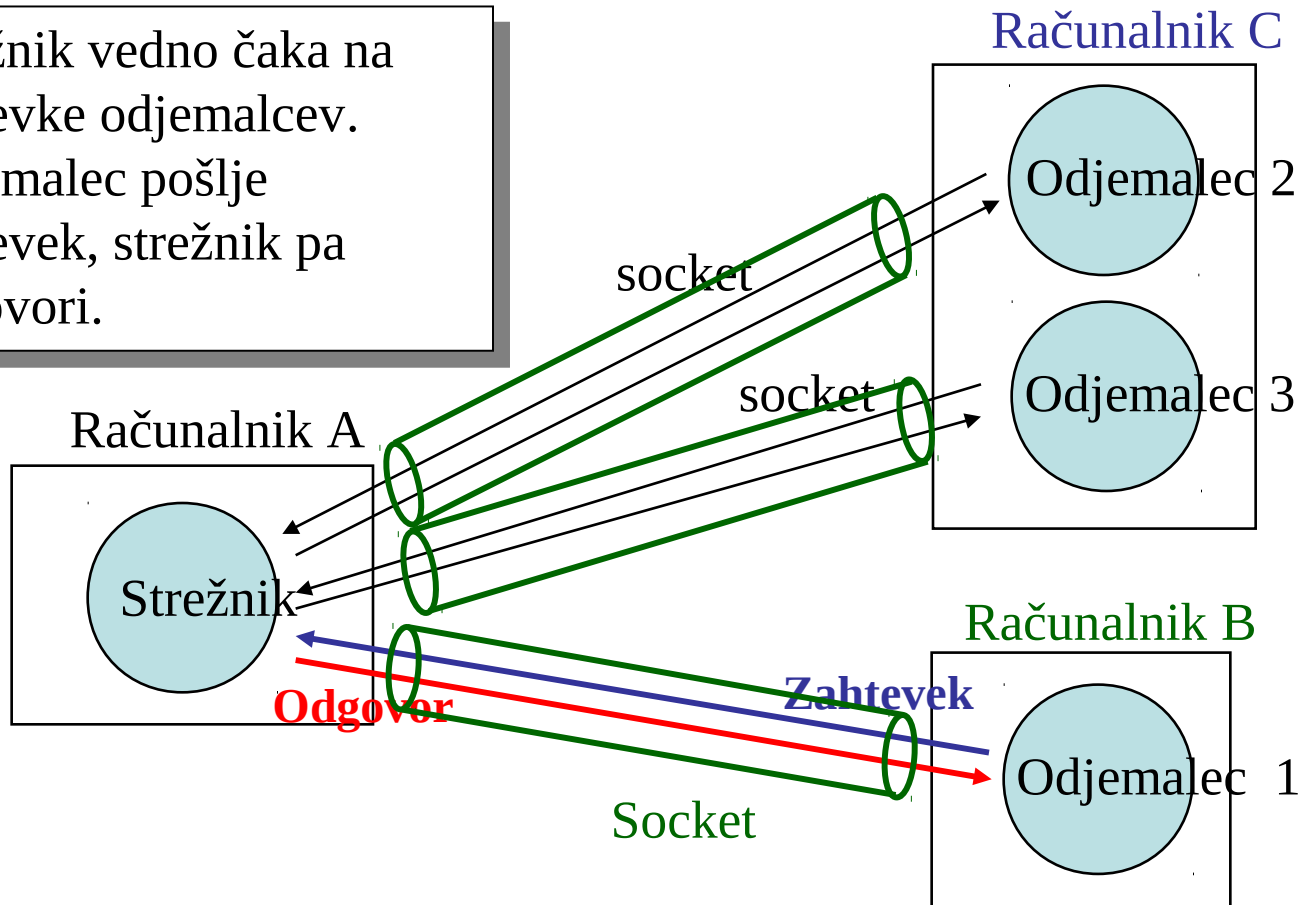 žnik vedno čaka na
evke odjemalcev.
malec pošlje
evek, strežnik pa
ovori.
Računalnik C
Odjemalec 2
socket
socket
Odjemalec 3
Računalnik A
Strežnik
Računalnik B
Zahtevek
Odgovor
Odjemalec 1
Socket